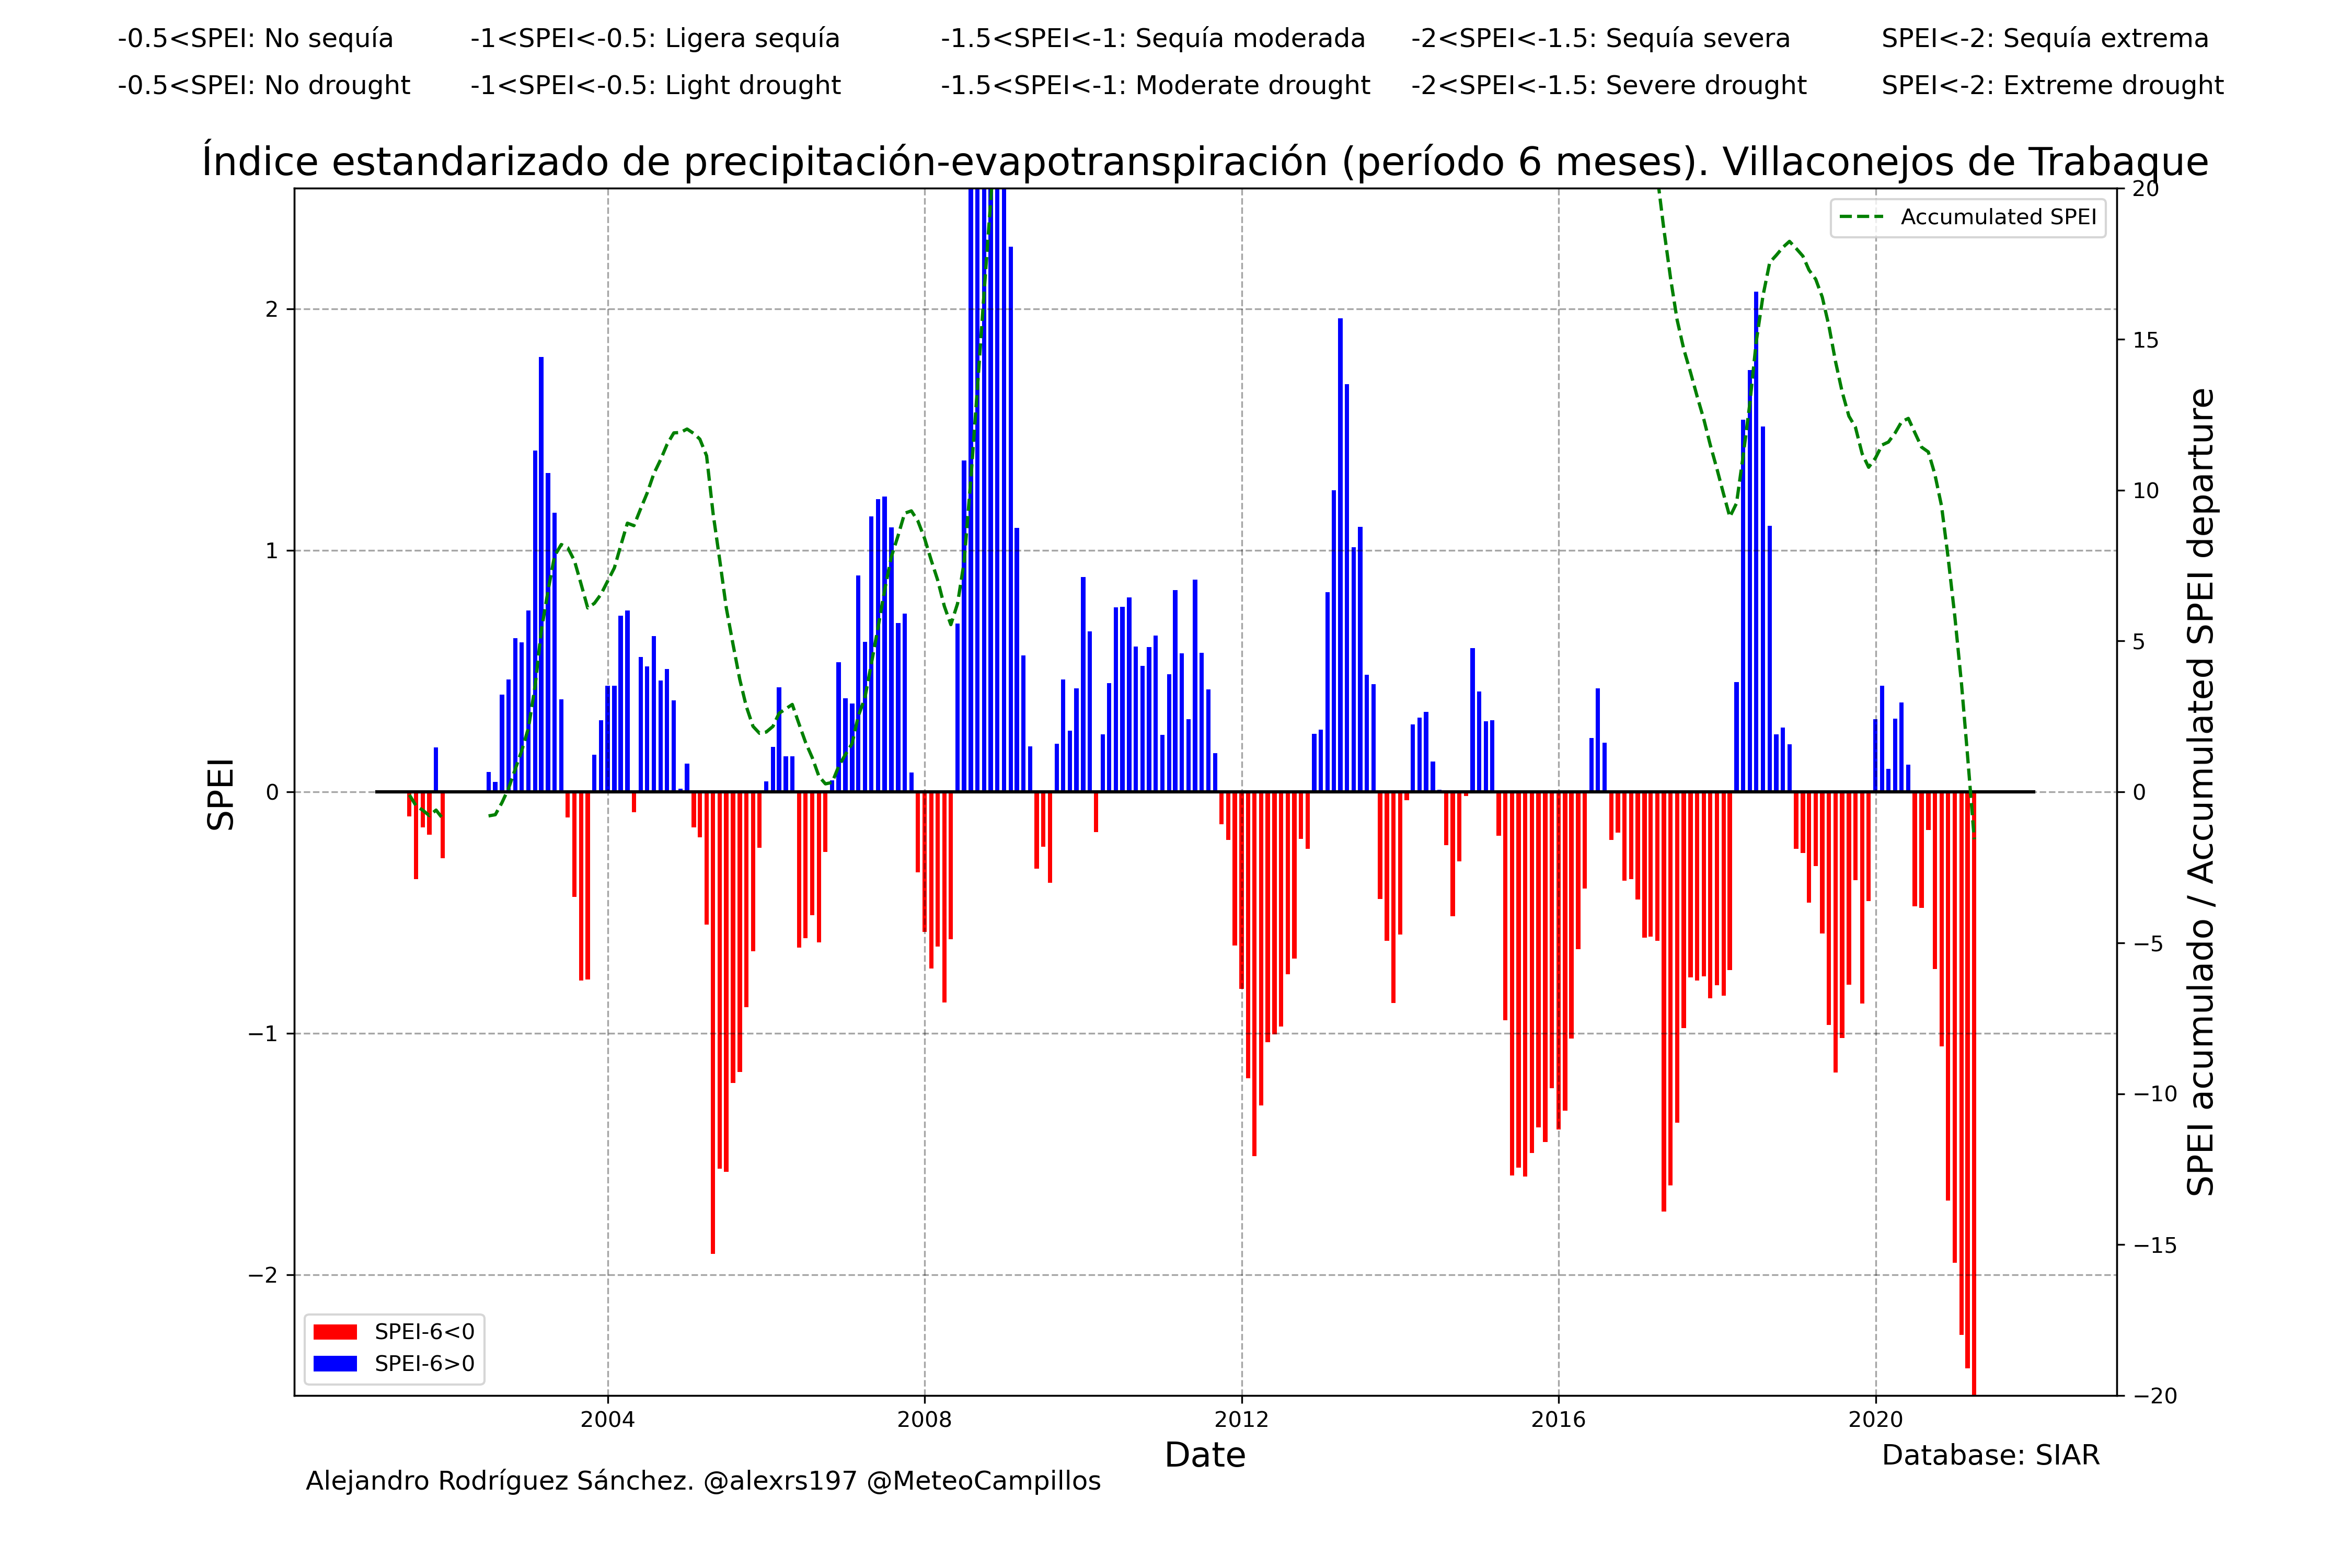 -0.5<SPEI: No sequía -1<SPEI<-0.5: Ligera sequía -1.5<SPEI<-1: Sequía moderada -2<SPEI<-1.5: Sequía severa SPEI<-2: Sequía extrema
-0.5<SPEI: No drought -1<SPEI<-0.5: Light drought -1.5<SPEI<-1: Moderate drought -2<SPEI<-1.5: Severe drought SPEI<-2: Extreme drought
Índice estandarizado de precipitación-evapotranspiración (período 6 meses). Villaconejos de Trabaque
Accumulated SPEI
SPEI
2
1
0
−1
−2
20
15
10
5
0
−5
−10
−15
−20
SPEI acumulado / Accumulated SPEI departure
SPEI-6<0
SPEI-6>0
2004 2008 2012 2016 2020
Date
Database: SIAR
Alejandro Rodríguez Sánchez. @alexrs197 @MeteoCampillos